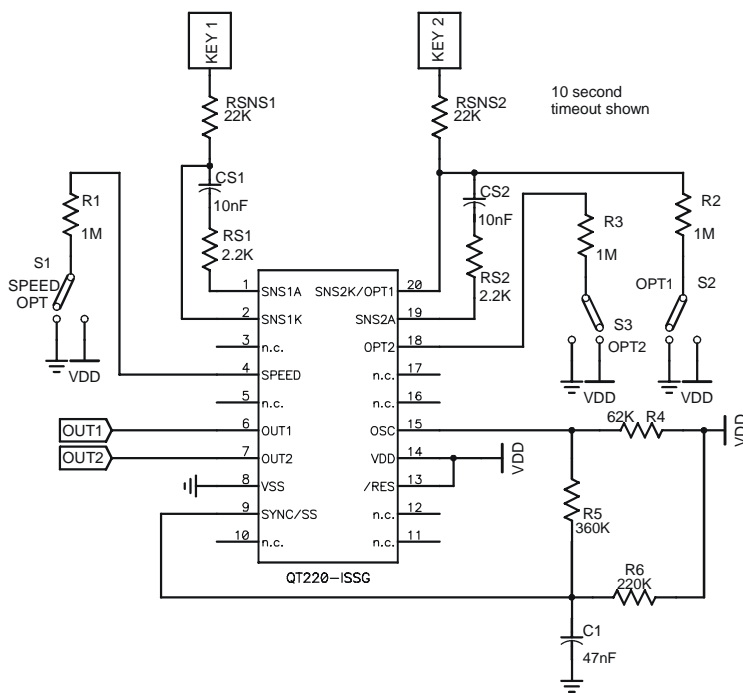 KEY 1
KEY 2
10 second
timeout shown
RSNS1
22K
RSNS2
22K
CS1
10nF
CS2
10nF
R1
1M
R3
1M
R2
1M
RS1
2.2K
RS2
2.2K
S1
SPEED
OPT
VDD
OPT1
S2
S3
OPT2
VDD
VDD
1 SNS1A SNS2K/OPT1 20
2 SNS1K SNS2A 19
3 n.c. OPT2 18
4 SPEED n.c. 17
5 n.c. n.c. 16
6 OUT1 OSC 15
7 OUT2 VDD 14
8 VSS /RES 13
9 SYNC/SS n.c. 12
10 n.c. n.c. 11
QT220-ISSG
OUT1
OUT2
VDD
62K R4
VDD
R5
360K
R6
220K
C1
47nF